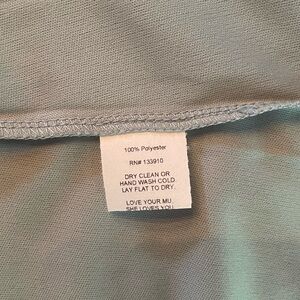 100% Polyester
RN# 133910
DRY CLEAN OR
HAND WASH COLD.
LAY FLAT TO DRY.
LOVE YOUR MU
SHE LOVES YOU